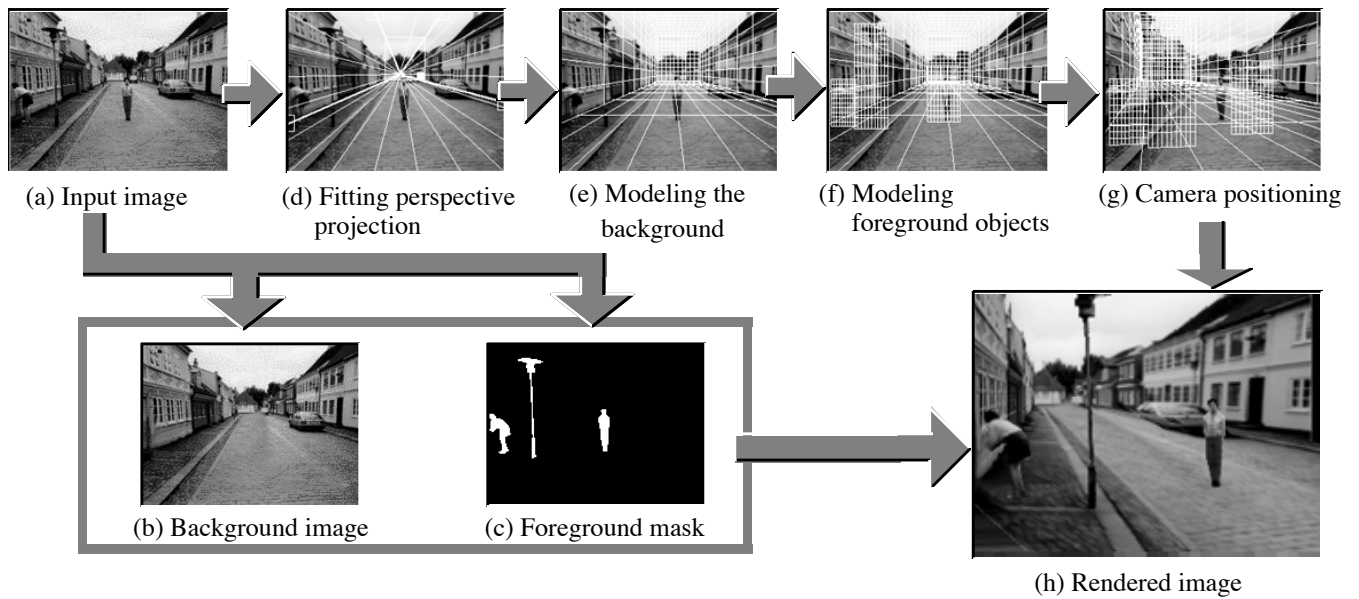 (a) Input image
(d) Fitting perspective
projection
(e) Modeling the
background
(f) Modeling
foreground objects
(g) Camera positioning
(b) Background image
(c) Foreground mask
(h) Rendered image